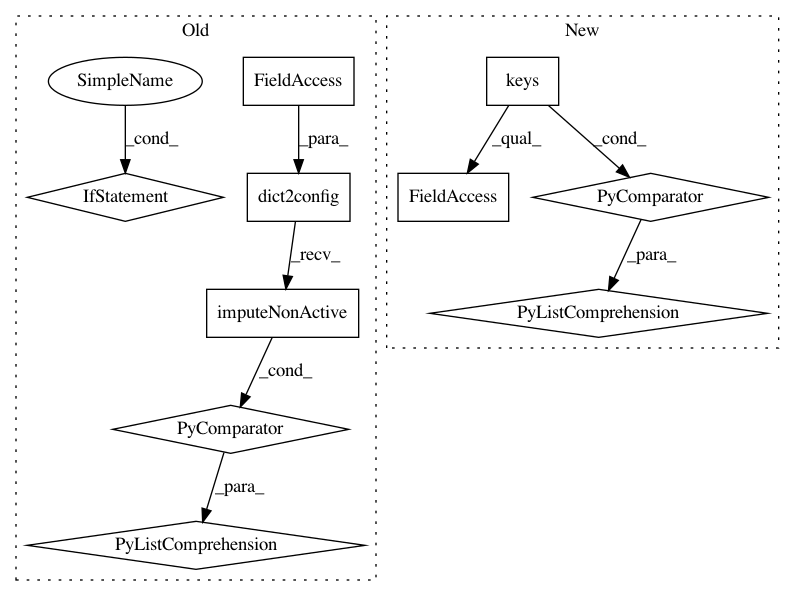 Old
New
SimpleName
FieldAccess
keys
_cond_
_para_
_qual_
_cond_
IfStatement
dict2config
FieldAccess
PyComparator
_recv_
_para_
imputeNonActive
PyListComprehension
_cond_
PyComparator
_para_
PyListComprehension